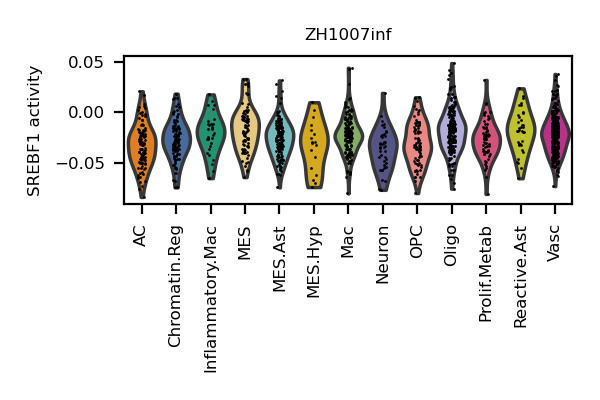 ZH1007inf
SREBF1 activity
0.05
0.00
−0.05
AC
Chromatin.Reg
Inflammatory.Mac
MES
MES.Ast
MES.Hyp
Mac
Neuron
OPC
Oligo
Prolif.Metab
Reactive.Ast
Vasc